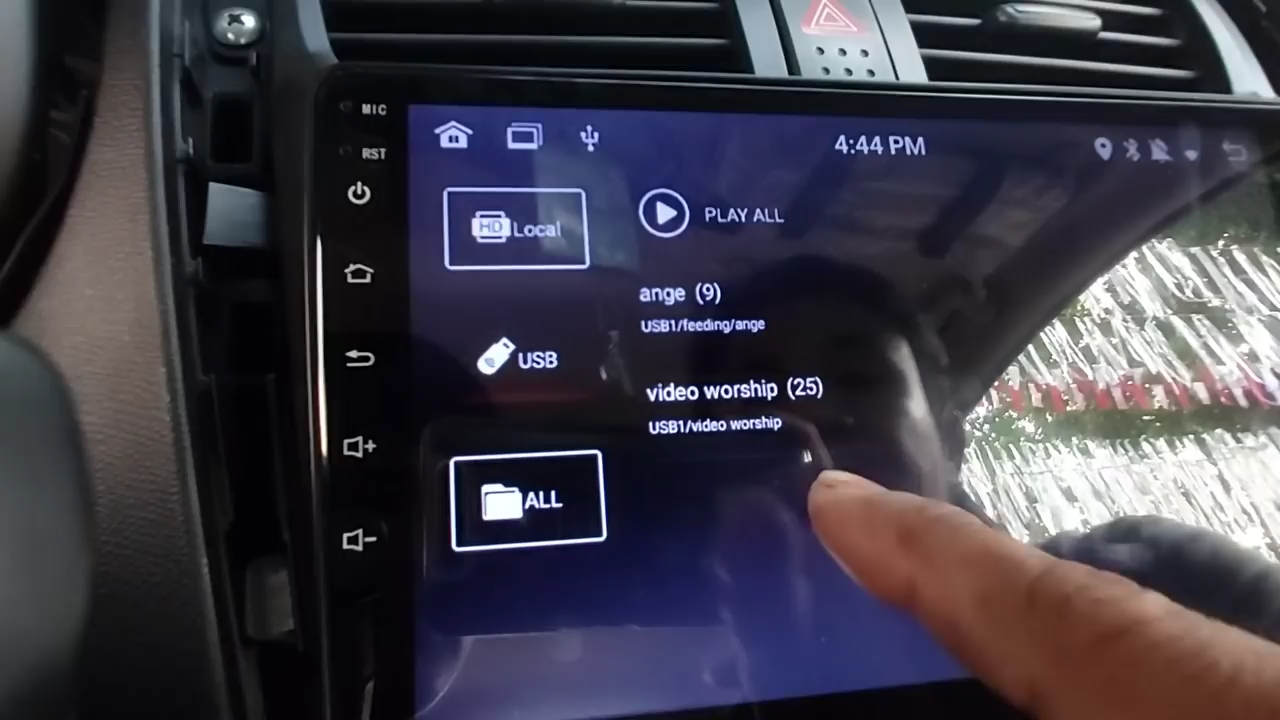 MIC
RST
4:44 PM
HD Local
PLAY ALL
ange (9)
USB1/feeding/ange
USB
video worship (25)
USB1/video worship
ALL